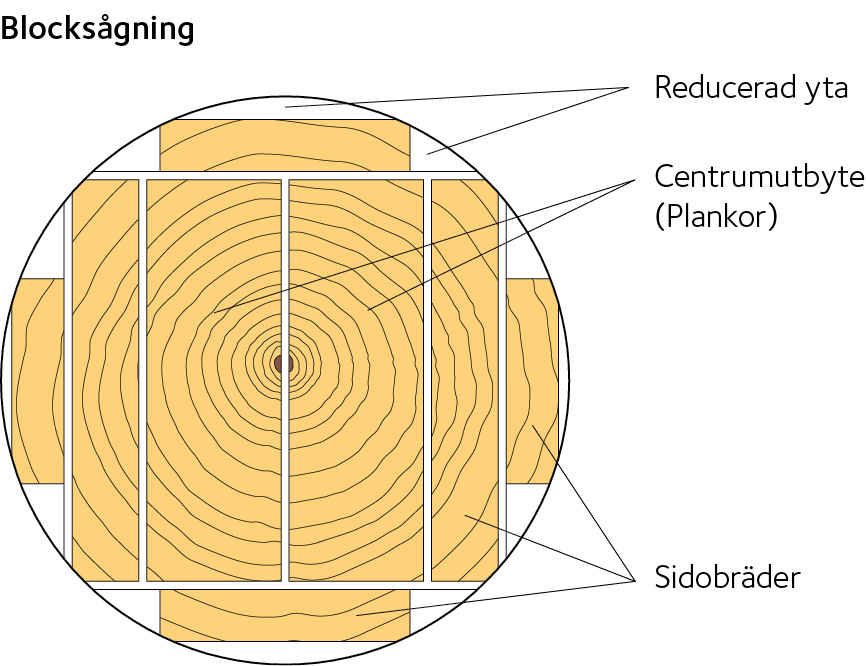 Blocksågning
Reducerad yta
Centrumutbyte
(Plankor)
Sidobräder